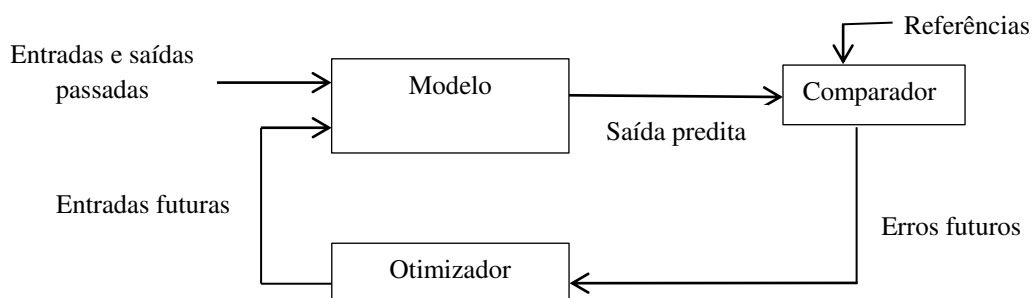 Referências
Entradas e saídas
passadas
Modelo
Comparador
Saída predita
Entradas futuras
Erros futuros
Otimizador